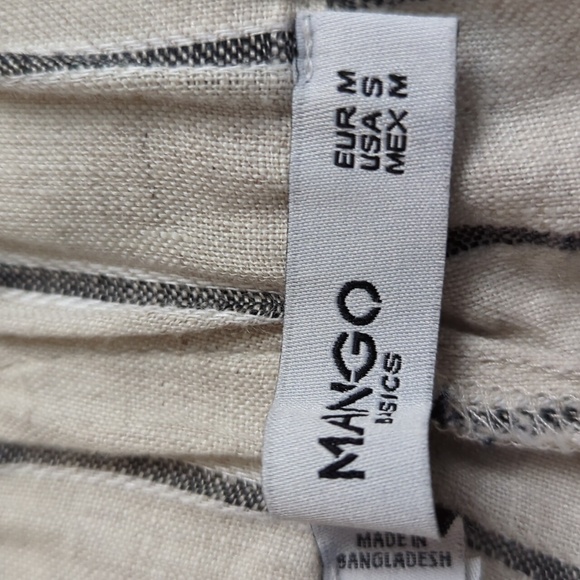 MANGO
BASICS
EUR M
USA S
MEX M
MADE IN
BANGLADESH